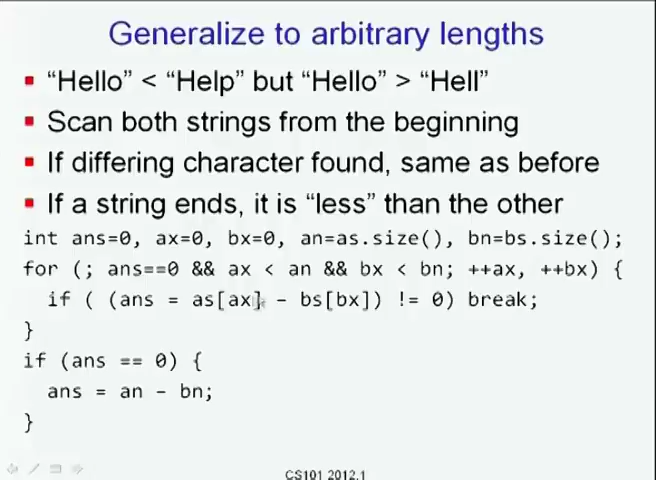 Generalize to arbitrary lengths
“Hello” < “Help” but “Hello” > “Hell”
Scan both strings from the beginning
If differing character found, same as before
If a string ends, it is “less” than the other
int ans=0, ax=0, bx=0, an=as.size(), bn=bs.size();
for (; ans==0 && ax < an && bx < bn; ++ax, ++bx) {
if ( (ans = as[ax] - bs[bx]) != 0) break;
}
if (ans == 0) {
ans = an - bn;
}
CS101 2012.1